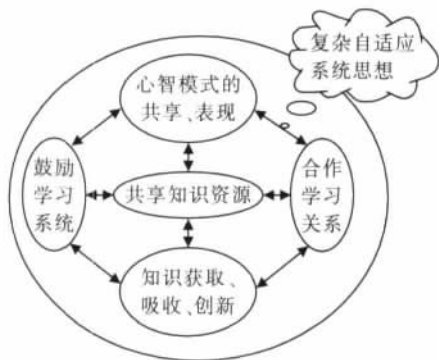 复杂自适应
系统思想
心智模式的
共享、表现
鼓励
学习
系统
共享知识资源
合作
学习
关系
知识获取、
吸收、创新